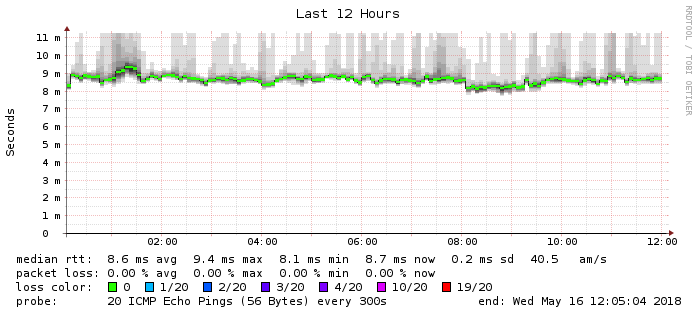 Last 12 Hours
RRDTOOL / TOBI OETIKER
Seconds
11 m
10 m
9 m
8 m
7 m
6 m
5 m
4 m
3 m
2 m
1 m
0
02:00 04:00 06:00 08:00 10:00 12:00
median rtt: 8.6 ms avg 9.4 ms max 8.1 ms min 8.7 ms now 0.2 ms sd 40.5 am/s
packet loss: 0.00 % avg 0.00 % max 0.00 % min 0.00 % now
loss color: 0 1/20 2/20 3/20 4/20 10/20 19/20
probe: 20 ICMP Echo Pings (56 Bytes) every 300s end: Wed May 16 12:05:04 2018